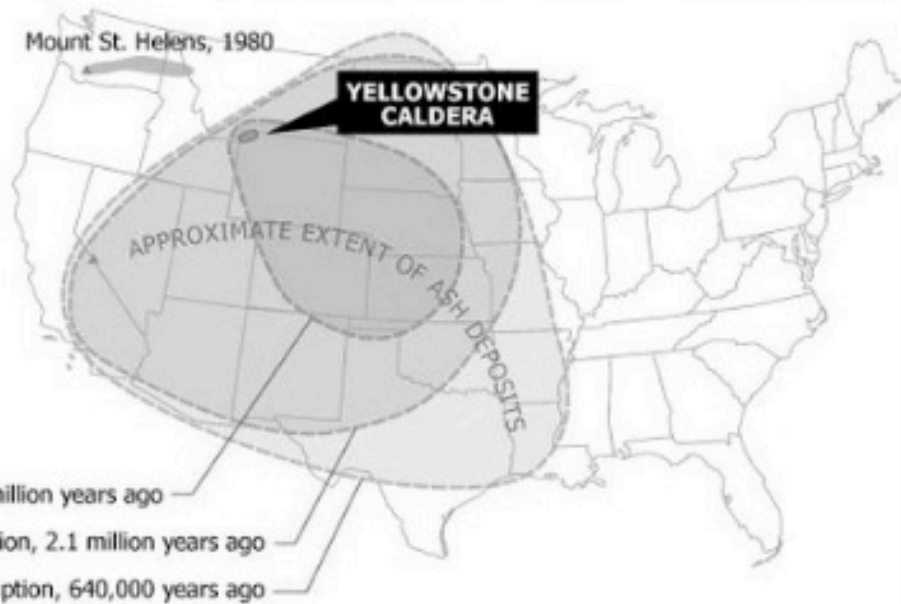 Mount St. Helens, 1980
YELLOWSTONE
CALDERA
APPROXIMATE EXTENT OF ASH DEPOSITS
million years ago
ion, 2.1 million years ago
ption, 640,000 years ago